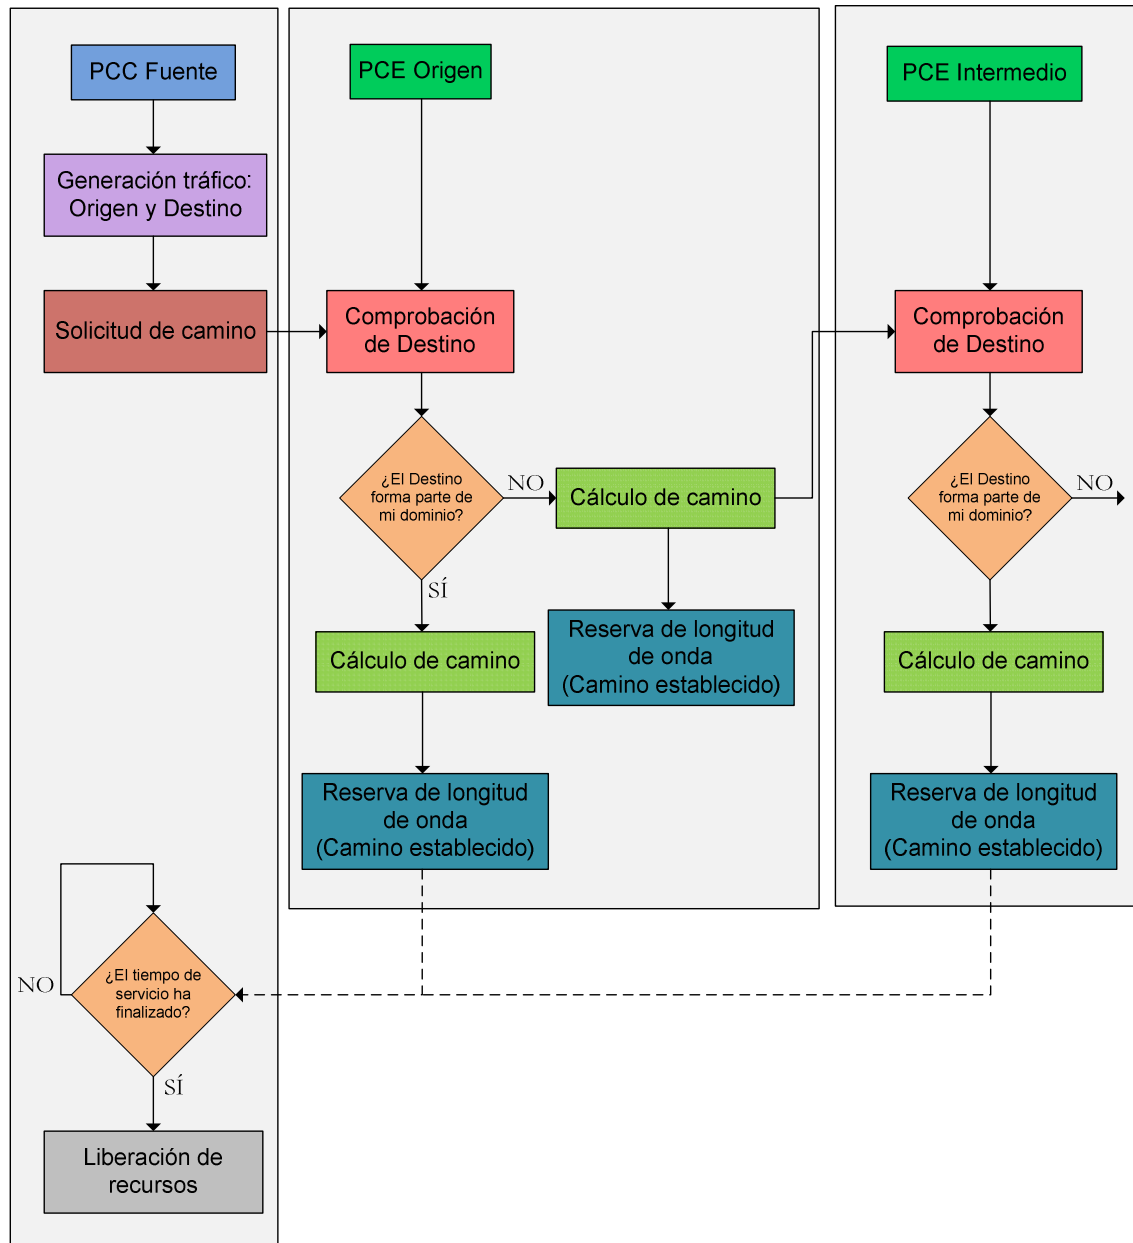 PCC Fuente
Generación tráfico:
Origen y Destino
Solicitud de camino
¿El tiempo de
servicio ha
finalizado?
NO
SÍ
Liberación de
recursos
PCE Origen
Comprobación
de Destino
¿El Destino
forma parte de
mi dominio?
NO
Cálculo de camino
Reserva de longitud
de onda
(Camino establecido)
SÍ
Cálculo de camino
Reserva de longitud
de onda
(Camino establecido)
PCE Intermedio
Comprobación
de Destino
¿El Destino
forma parte de
mi dominio?
NO
Cálculo de camino
Reserva de longitud
de onda
(Camino establecido)